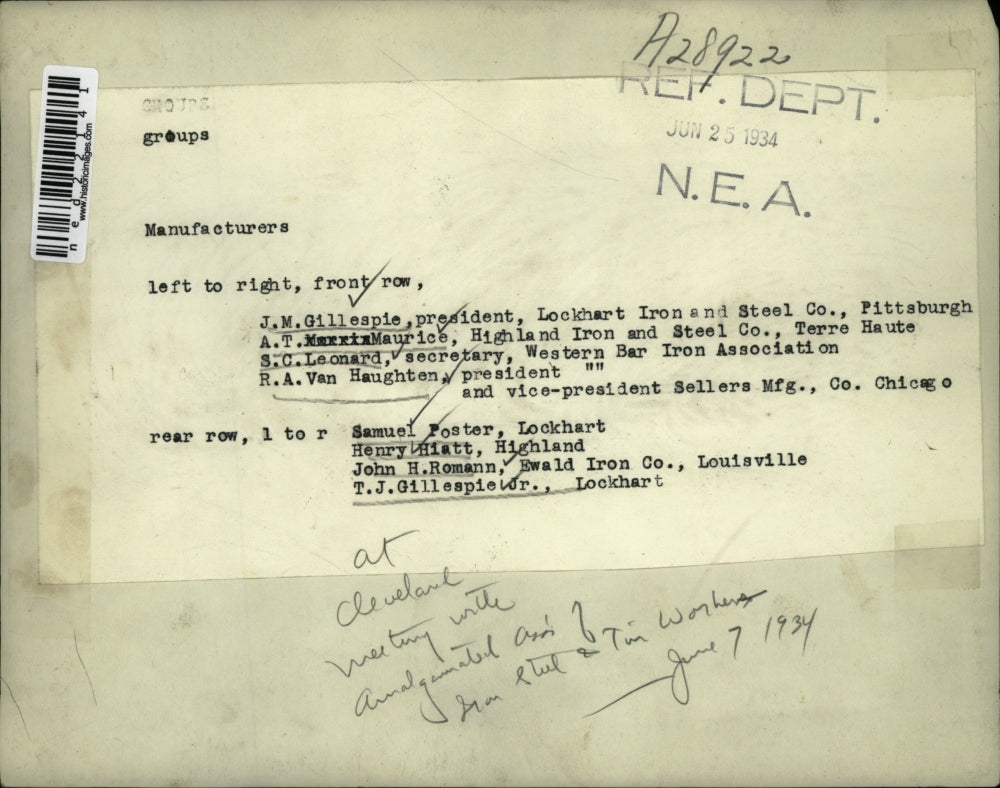 A28922
REF. DEPT.
JUN 25 1934
N. E. A.
GROUPS
groups
www.historicimages.com
Manufacturers
left to right, front row,
J.M.Gillespie,president, Lockhart Iron and Steel Co., Pittsburgh
A.T. Maurice, Highland Iron and Steel Co., Terre Haute
S.C.Leonard, secretary, Western Bar Iron Association
R.A.Van Haughten, president ""
and vice-president Sellers Mfg., Co. Chicago
rear row, l to r Samuel Foster, Lockhart
Henry Hiatt, Highland
John H.Romann, Ewald Iron Co., Louisville
T.J.Gillespie Jr., Lockhart
at
Cleveland
meeting with
Amalgamated Ass'n of
Iron Steel & Tin Workers
June 7 1934